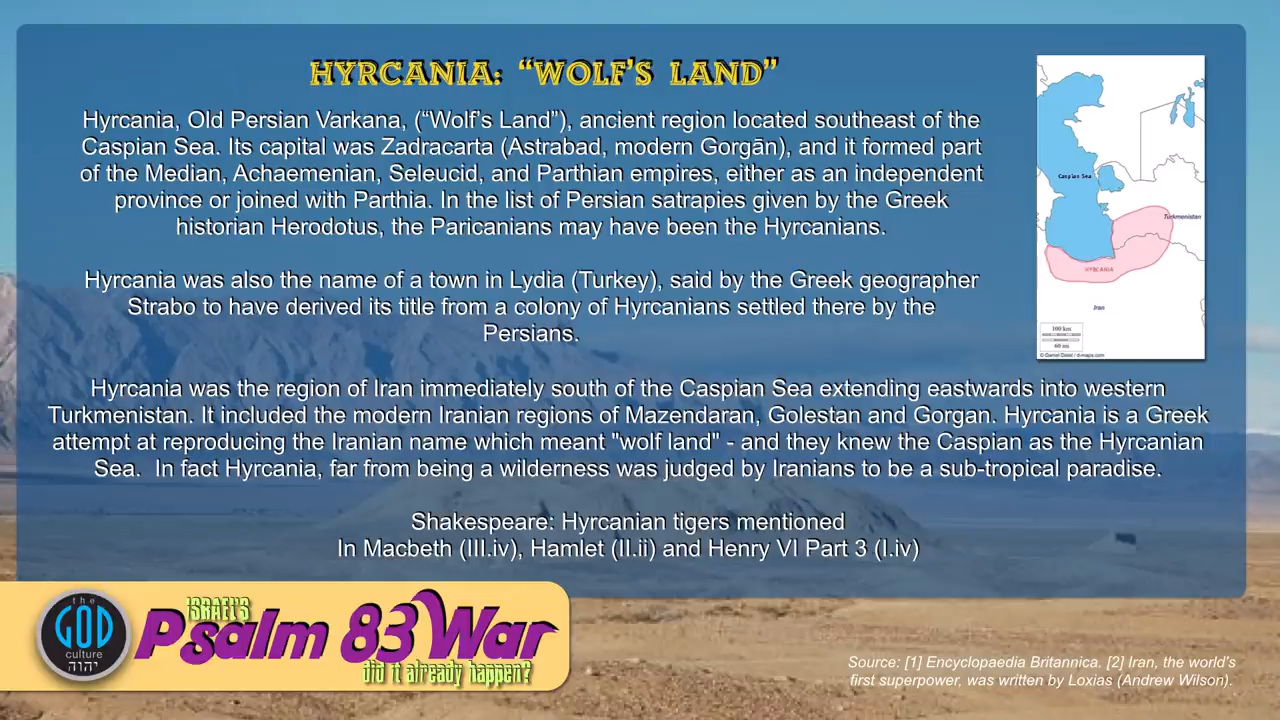 HYRCANIA: “WOLF’S LAND”
Hyrcania, Old Persian Varkana, (“Wolf’s Land”), ancient region located southeast of the
Caspian Sea. Its capital was Zadracarta (Astrabad, modern Gorgān), and it formed part
of the Median, Achaemenian, Seleucid, and Parthian empires, either as an independent
province or joined with Parthia. In the list of Persian satrapies given by the Greek
historian Herodotus, the Paricanians may have been the Hyrcanians.
Hyrcania was also the name of a town in Lydia (Turkey), said by the Greek geographer
Strabo to have derived its title from a colony of Hyrcanians settled there by the
Persians.
Caspian Sea
Turkmenistan
HYRCANIA
Iran
100 km
60 mi
© Daniel Dalet / d-maps.com
Hyrcania was the region of Iran immediately south of the Caspian Sea extending eastwards into western
Turkmenistan. It included the modern Iranian regions of Mazendaran, Golestan and Gorgan. Hyrcania is a Greek
attempt at reproducing the Iranian name which meant "wolf land" - and they knew the Caspian as the Hyrcanian
Sea.  In fact Hyrcania, far from being a wilderness was judged by Iranians to be a sub-tropical paradise.
Shakespeare: Hyrcanian tigers mentioned
In Macbeth (III.iv), Hamlet (II.ii) and Henry VI Part 3 (I.iv)
the
GOD
culture
יהוה
ISRAEL'S
Psalm 83 War
did it already happen?
Source: [1] Encyclopaedia Britannica. [2] Iran, the world's
first superpower, was written by Loxias (Andrew Wilson).